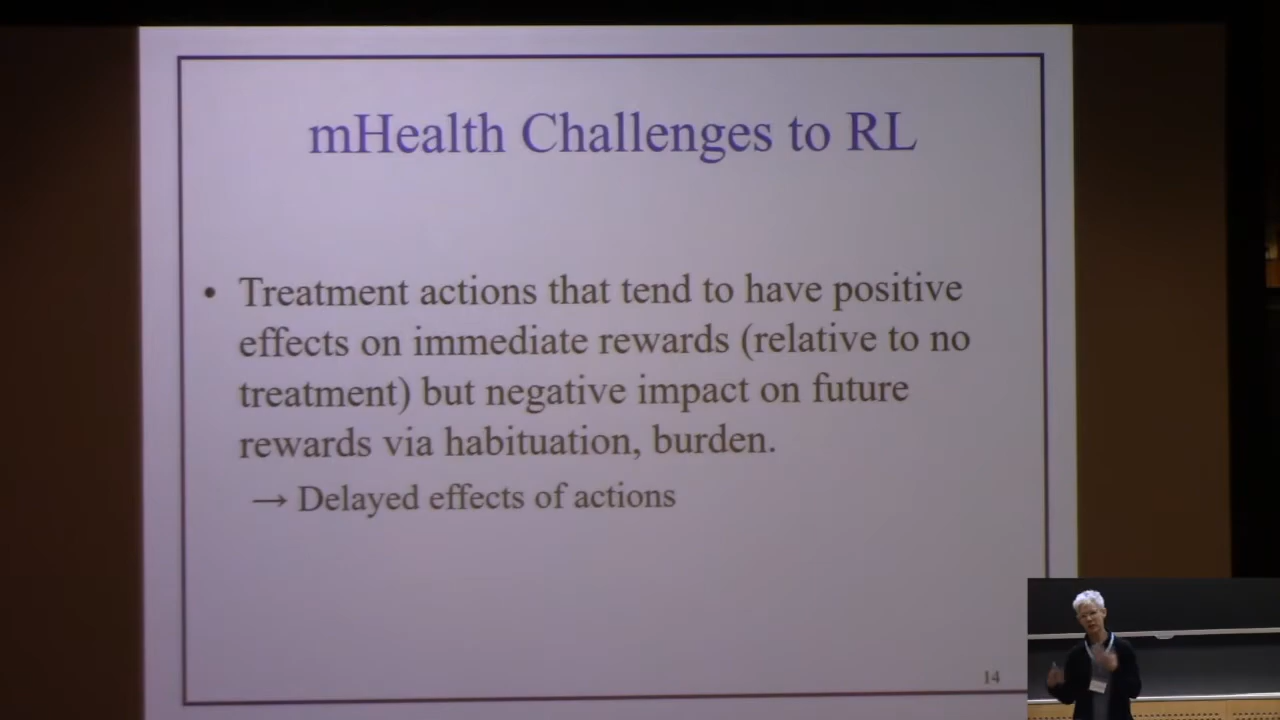 mHealth Challenges to RL
• Treatment actions that tend to have positive
effects on immediate rewards (relative to no
treatment) but negative impact on future
rewards via habituation, burden.
→ Delayed effects of actions
14